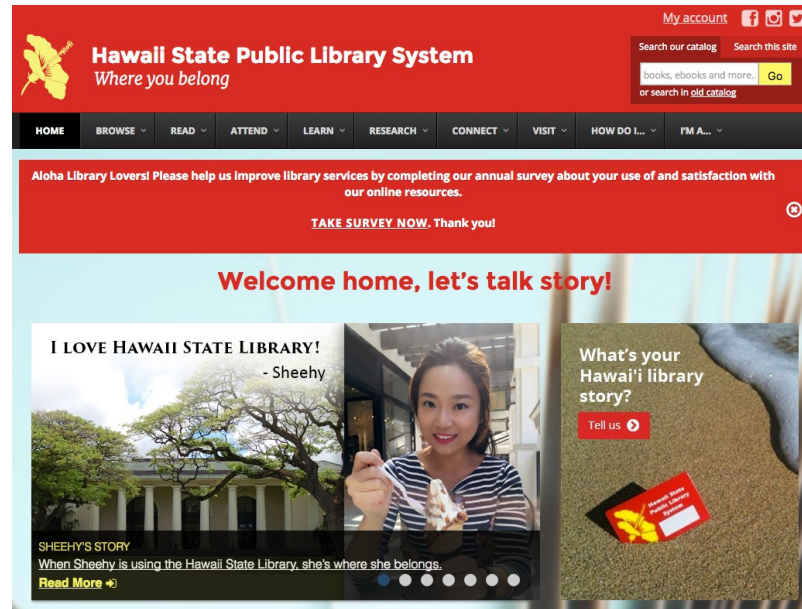 My account
Hawaii State Public Library System
Where you belong
Search our catalog Search this site
books, ebooks and more.. Go
or search in old catalog
HOME BROWSE READ ATTEND LEARN RESEARCH CONNECT VISIT HOW DO I... I'M A...
Aloha Library Lovers! Please help us improve library services by completing our annual survey about your use of and satisfaction with
our online resources.
TAKE SURVEY NOW. Thank you!
Welcome home, let's talk story!
I LOVE HAWAII STATE LIBRARY!
- Sheehy
SHEEHY'S STORY
When Sheehy is using the Hawaii State Library, she's where she belongs.
Read More
What's your
Hawai'i library
story?
Tell us
Hawaii State
Public Library
System